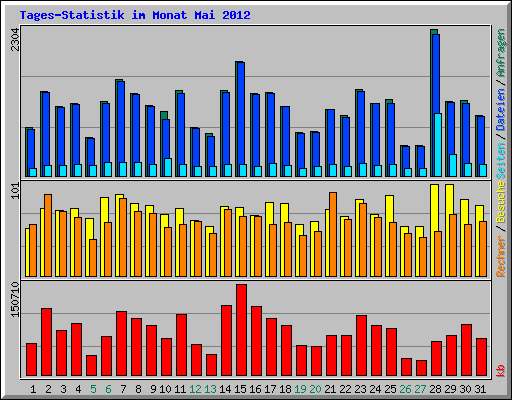 Tages-Statistik im Monat Mai 2012
2304
101
150710
Rechner / Besuche Seiten / Dateien / Anfragen
kb
1 2 3 4 5 6 7 8 9 10 11 12 13 14 15 16 17 18 19 20 21 22 23 24 25 26 27 28 29 30 31